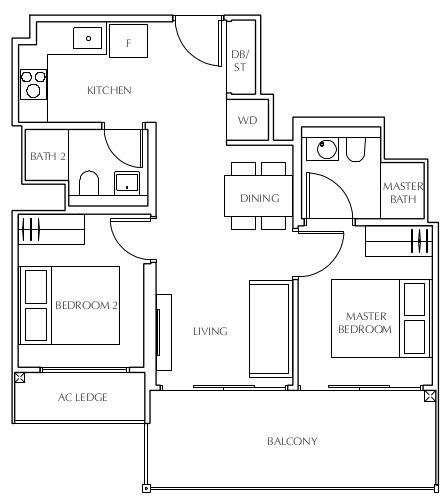 F
DB/
ST
KITCHEN
WD
BATH 2
DINING
MASTER
BATH
BEDROOM 2
LIVING
MASTER
BEDROOM
AC LEDGE
BALCONY